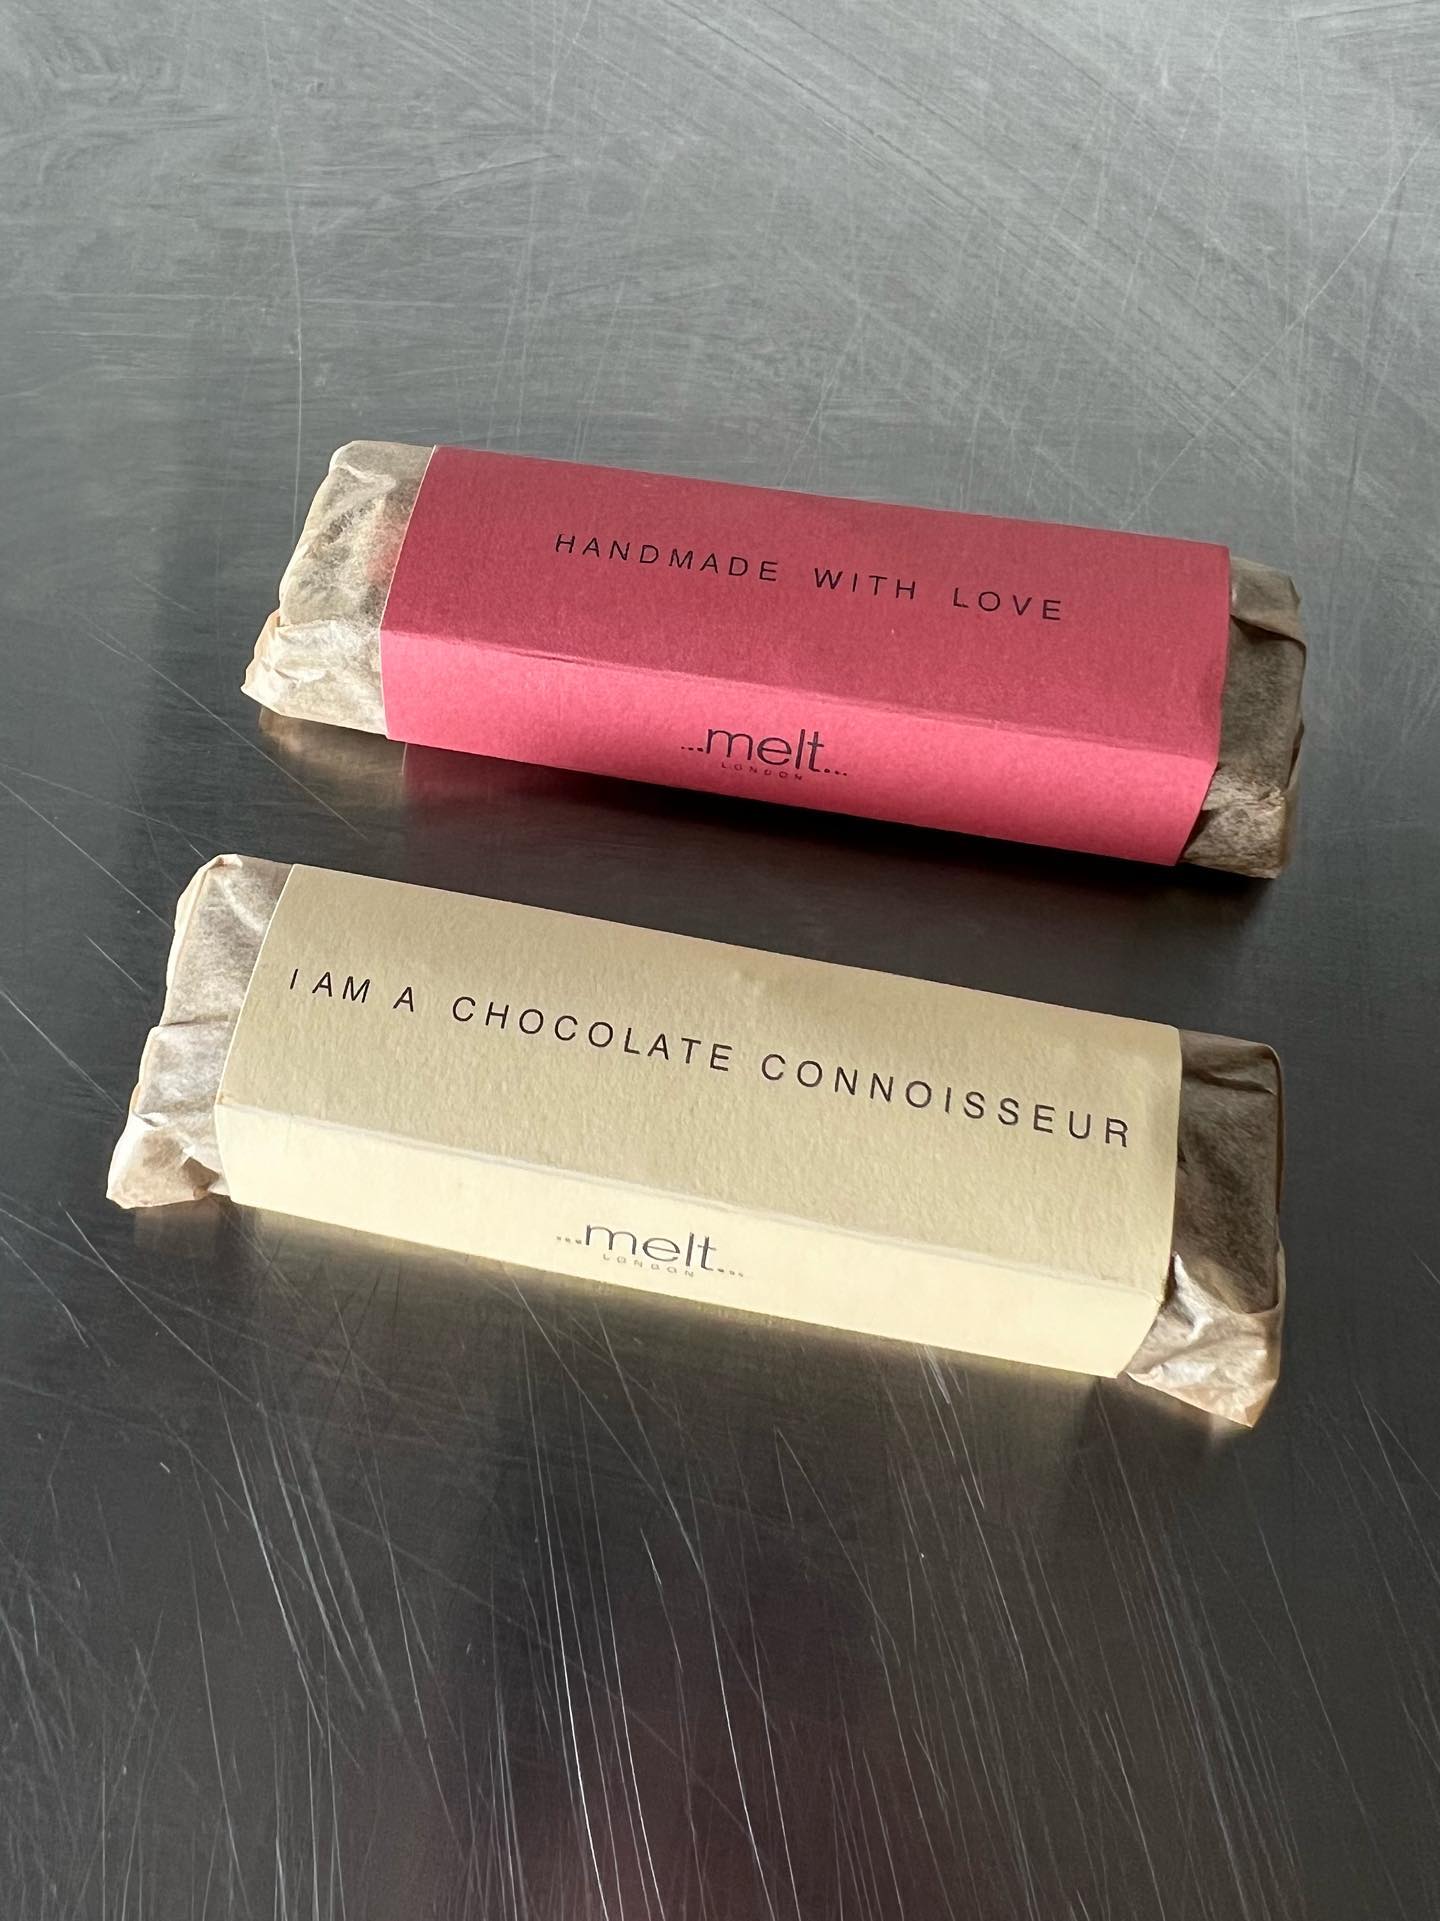 HANDMADE WITH LOVE
...melt...
LONDON
I AM A CHOCOLATE CONNOISSEUR
...melt...
LONDON